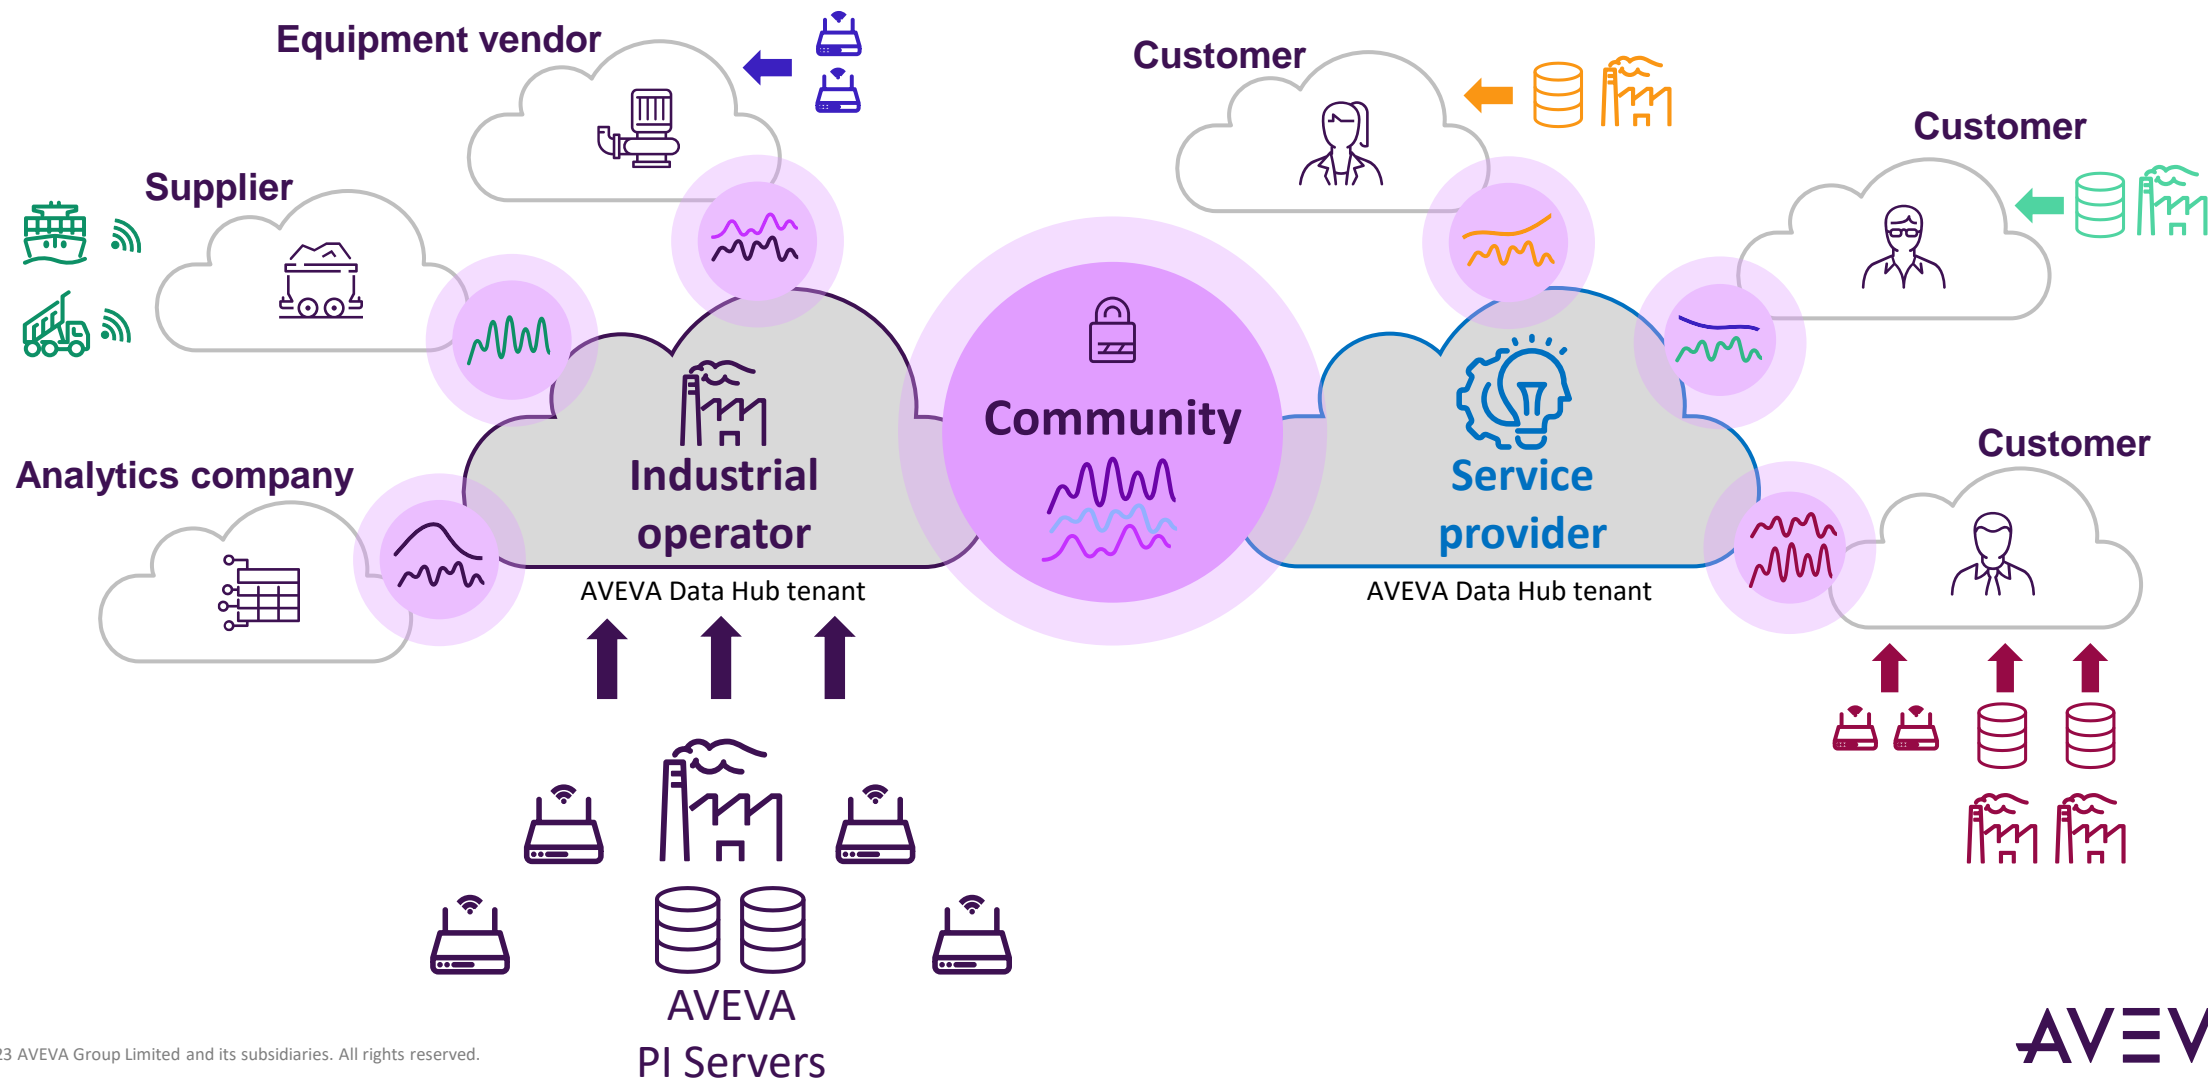 Equipment vendor
Customer
Customer
Supplier
Community
Customer
Analytics company
Industrial
operator
Service
provider
AVEVA Data Hub tenant
AVEVA Data Hub tenant
AVEVA
PI Servers
23 AVEVA Group Limited and its subsidiaries. All rights reserved.
AVEV